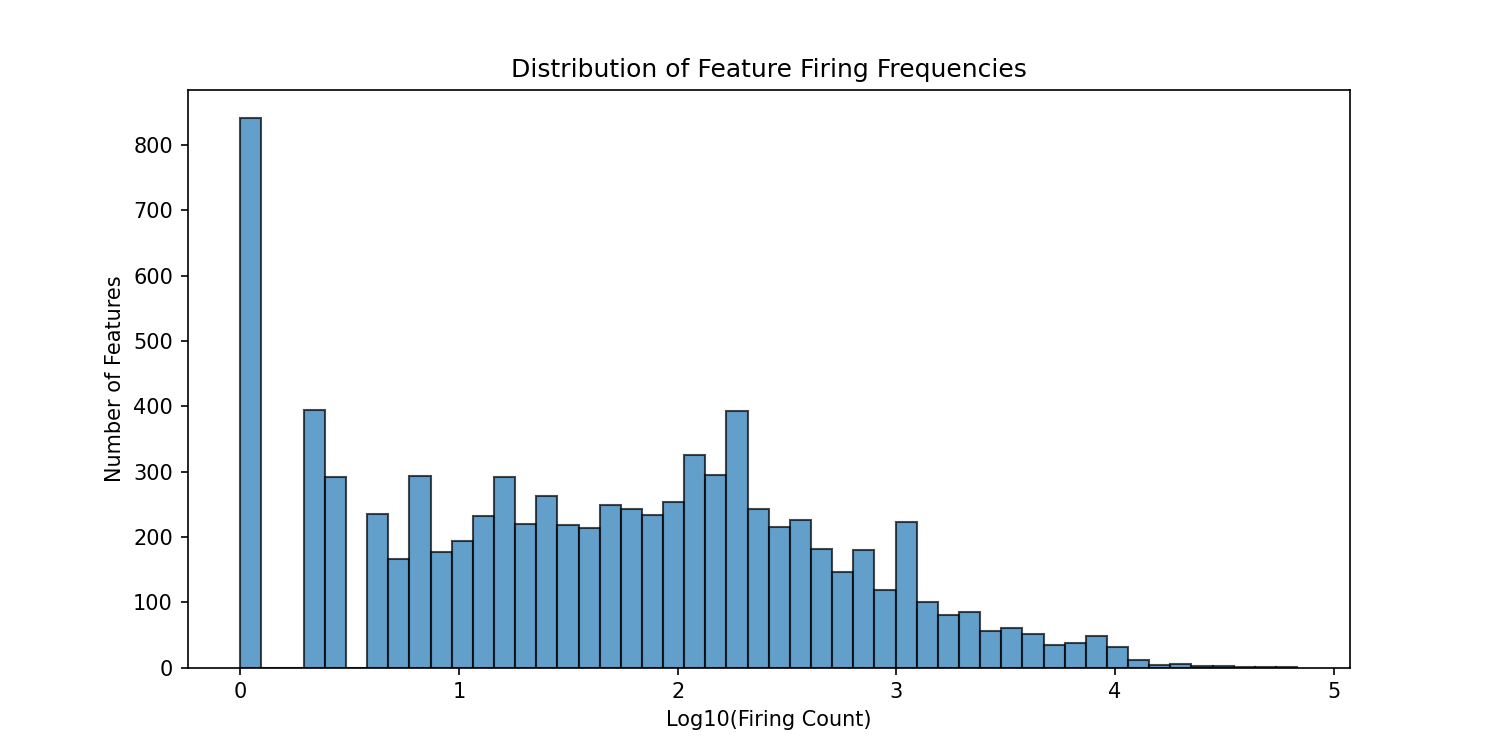 Distribution of Feature Firing Frequencies
Number of Features
800
700
600
500
400
300
200
100
0
0 1 2 3 4 5
Log10(Firing Count)